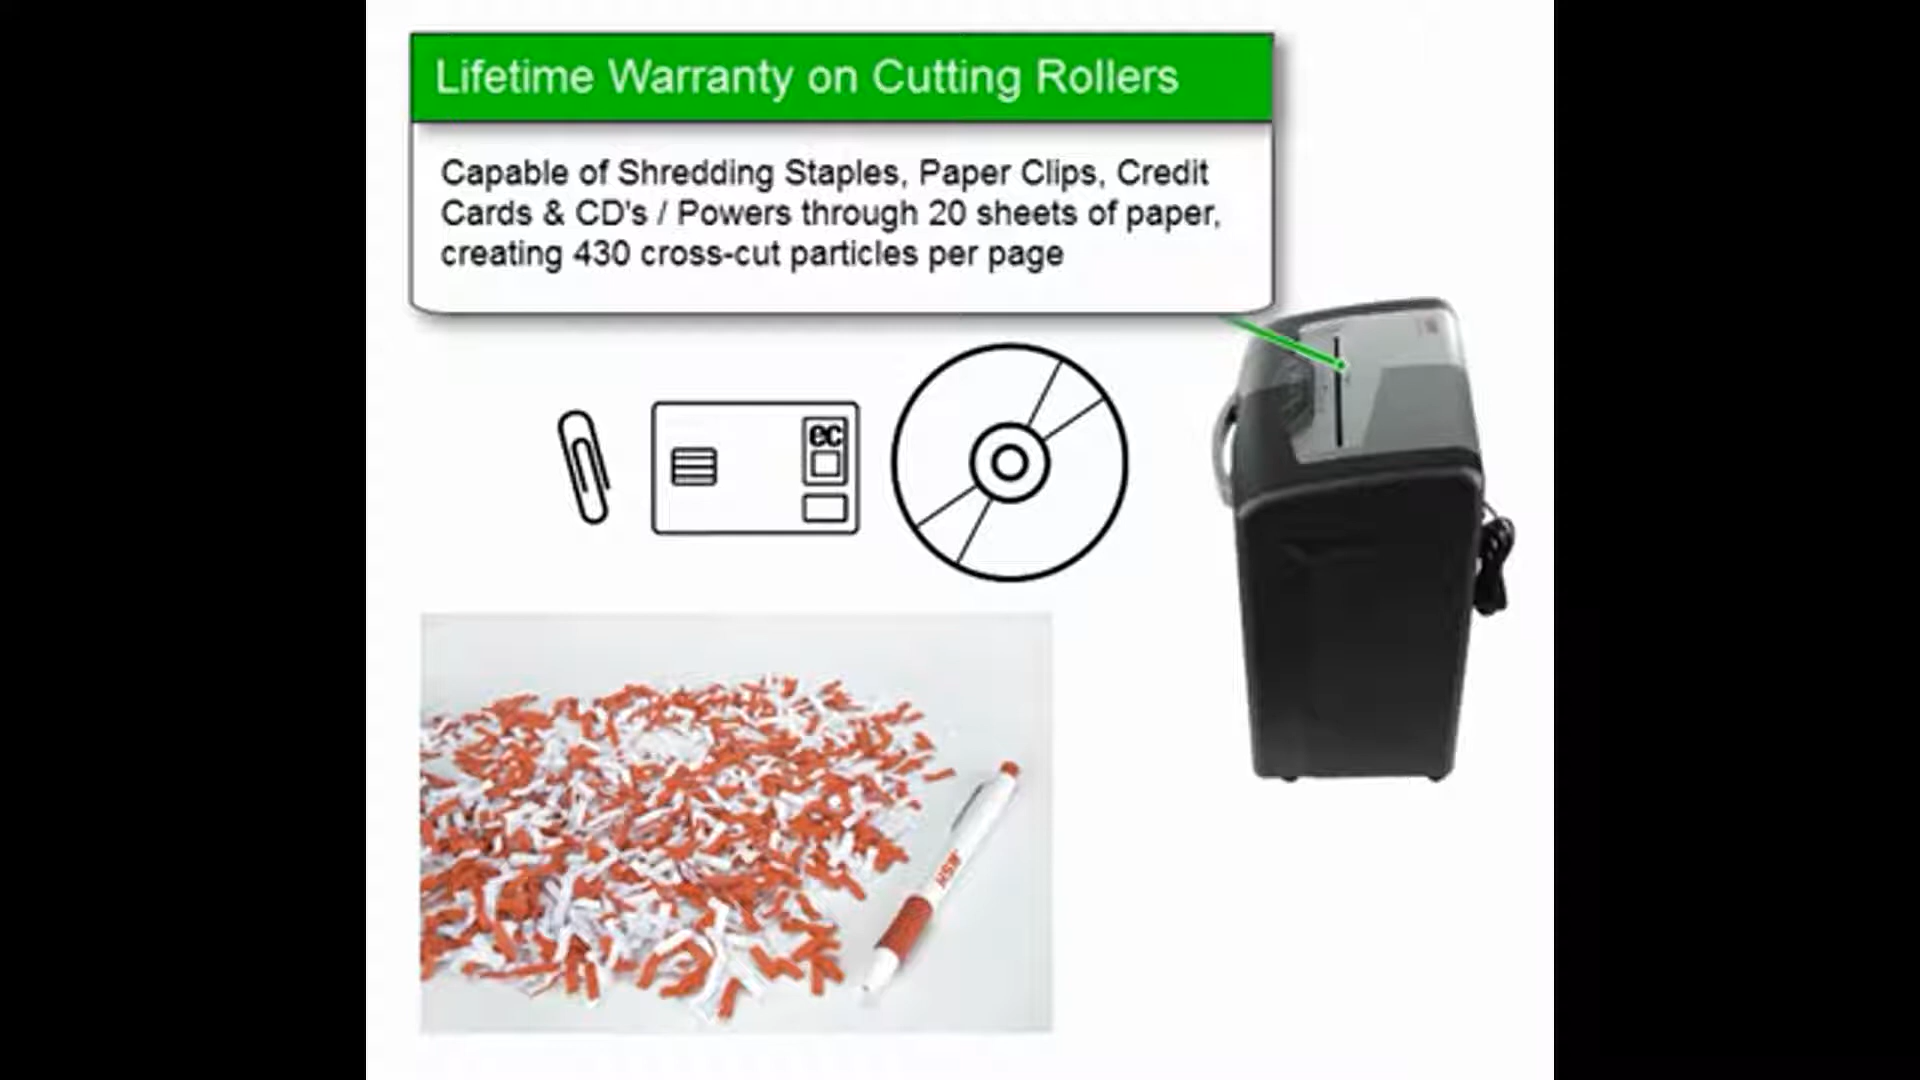 Lifetime Warranty on Cutting Rollers
Capable of Shredding Staples, Paper Clips, Credit
Cards & CD's / Powers through 20 sheets of paper,
creating 430 cross-cut particles per page
ec
HSM